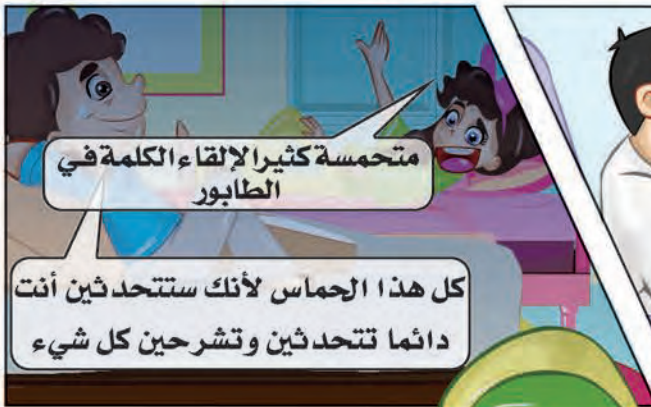 متحمسة كثيرا لإلقاء الكلمة في
الطابور
كل هذا الحماس لأنك ستتحدثين أنت
دائما تتحدثين وتشرحين كل شيء